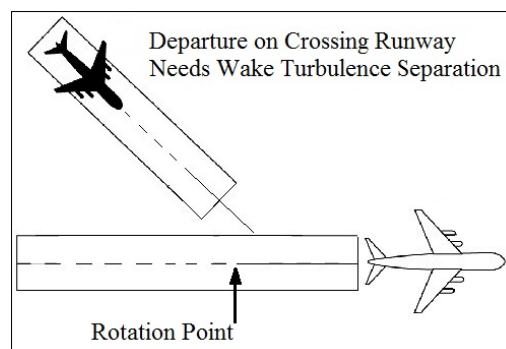 Departure on Crossing Runway
Needs Wake Turbulence Separation
Rotation Point